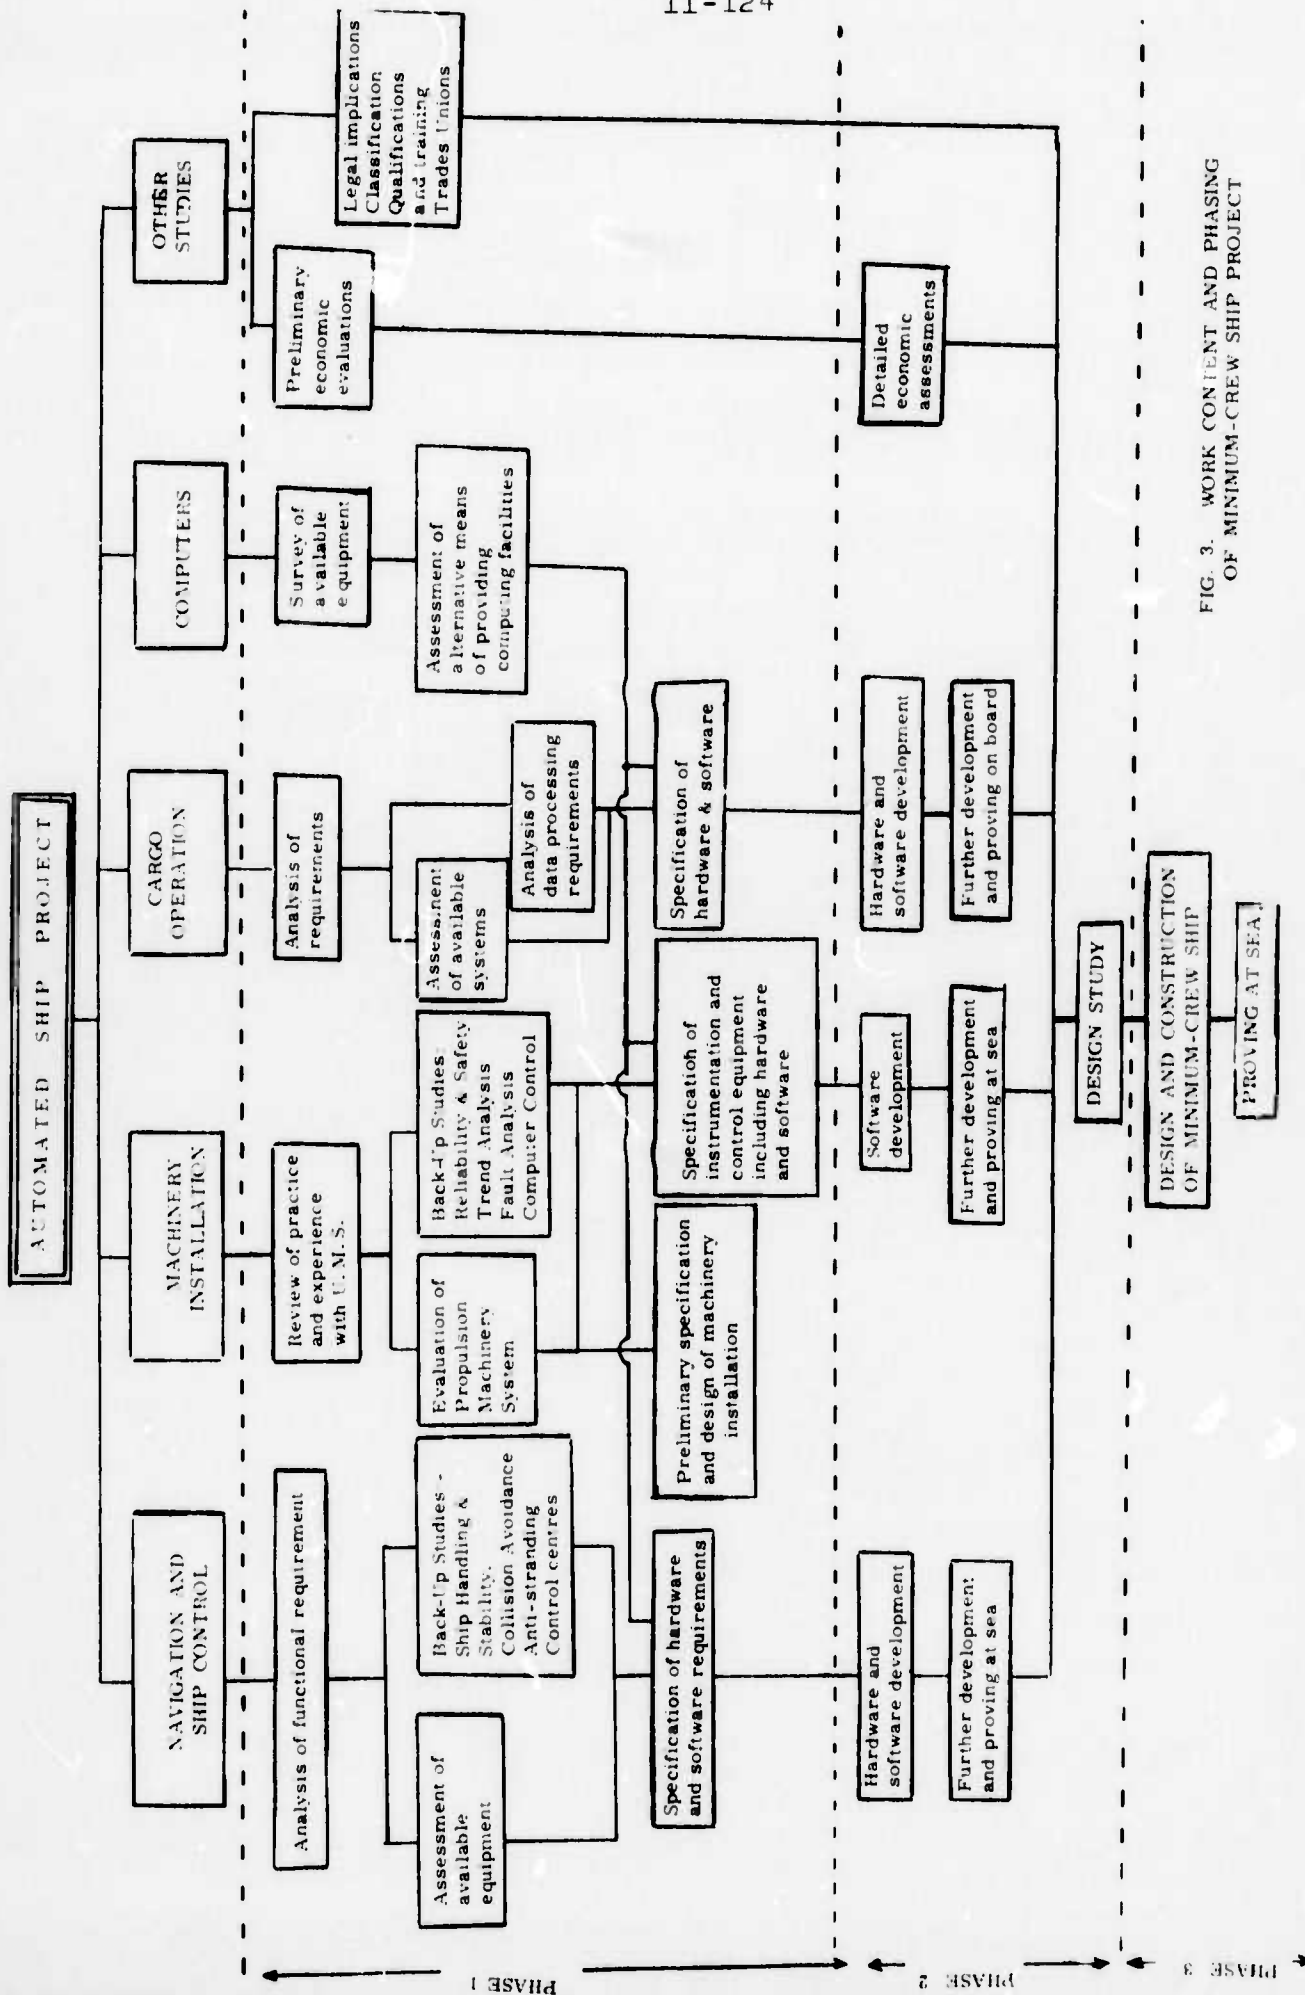 11-124
AUTOMATED SHIP PROJECT
NAVIGATION AND
SHIP CONTROL
MACHINERY
INSTALLATION
CARGO
OPERATION
COMPUTERS
OTHER
STUDIES
PHASE 1
Analysis of functional requirement
Review of practice
and experience
with U.M.S.
Analysis of
requirements
Survey of
available
equipment
Preliminary
economic
evaluations
Legal implications
Classification
Qualifications
and training
Trades Unions
Assessment of
available
equipment
Back-Up Studies -
Ship Handling &
Stability.
Collision Avoidance
Anti-stranding
Control centres
Evaluation of
Propulsion
Machinery
System
Back-Up Studies:
Reliability & Safety
Trend Analysis
Fault Analysis
Computer Control
Assessment
of available
systems
Analysis of
data processing
requirements
Assessment of
alternative means
of providing
computing facilities
Specification of hardware
and software requirements
Preliminary specification
and design of machinery
installation
Specification of
instrumentation and
control equipment
including hardware
and software
Specification of
hardware & software
PHASE 2
Hardware and
software development
Software
development
Hardware and
software development
Detailed
economic
assessments
Further development
and proving at sea
Further development
and proving at sea
Further development
and proving on board
DESIGN STUDY
PHASE 3
DESIGN AND CONSTRUCTION
OF MINIMUM-CREW SHIP
PROVING AT SEA
FIG. 3. WORK CONTENT AND PHASING
OF MINIMUM-CREW SHIP PROJECT